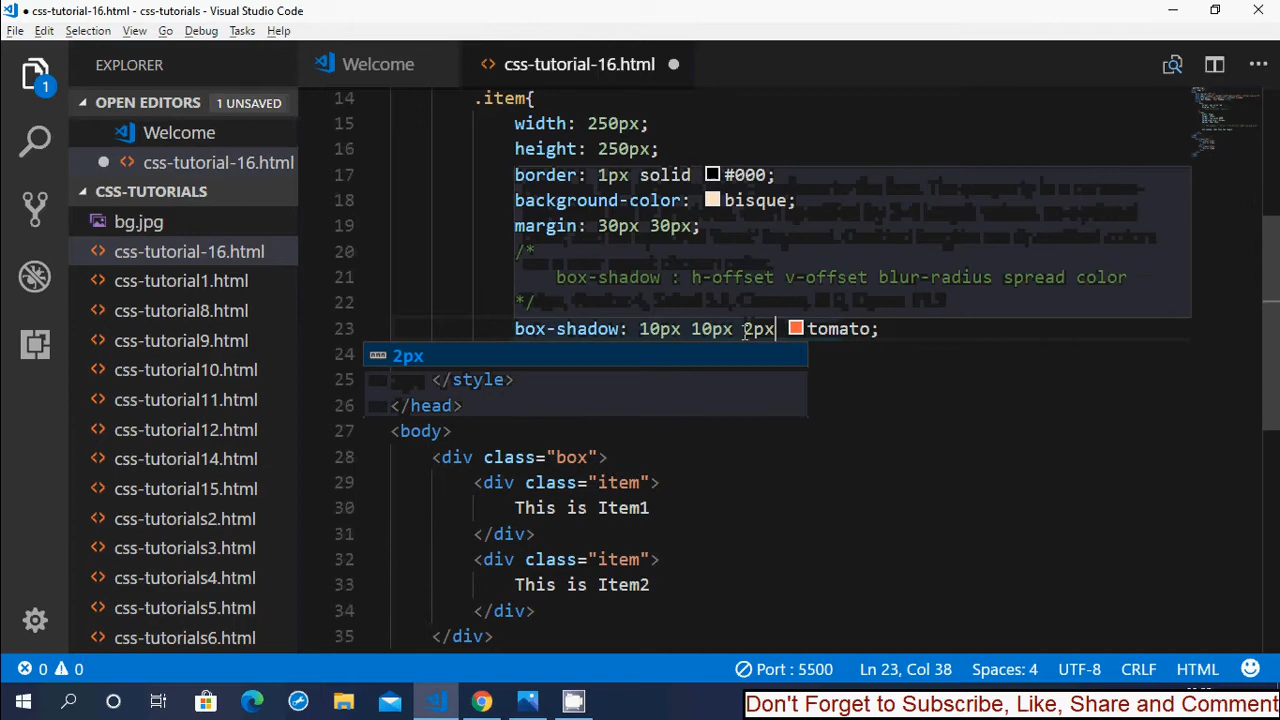 css-tutorial-16.html - css-tutorials - Visual Studio Code
File Edit Selection View Go Debug Tasks Help
EXPLORER
Welcome
css-tutorial-16.html
1
OPEN EDITORS 1 UNSAVED
Welcome
css-tutorial-16.html
CSS-TUTORIALS
bg.jpg
css-tutorial-16.html
css-tutorial1.html
css-tutorial8.html
css-tutorial9.html
css-tutorial10.html
css-tutorial11.html
css-tutorial12.html
css-tutorial14.html
css-tutorial15.html
css-tutorials2.html
css-tutorials3.html
css-tutorials4.html
css-tutorials5.html
css-tutorials6.html
14 .item{
15 width: 250px;
16 height: 250px;
17 border: 1px solid #000;
18 background-color: bisque;
19 margin: 30px 30px;
20 /*
21 box-shadow : h-offset v-offset blur-radius spread color
22 */
23 box-shadow: 10px 10px 2px tomato;
24 2px
25 </style>
26 </head>
27 <body>
28 <div class="box">
29 <div class="item">
30 This is Item1
31 </div>
32 <div class="item">
33 This is Item2
34 </div>
35 </div>
0 0 Port : 5500 Ln 23, Col 38 Spaces: 4 UTF-8 CRLF HTML
Don't Forget to Subscribe, Like, Share and Comment